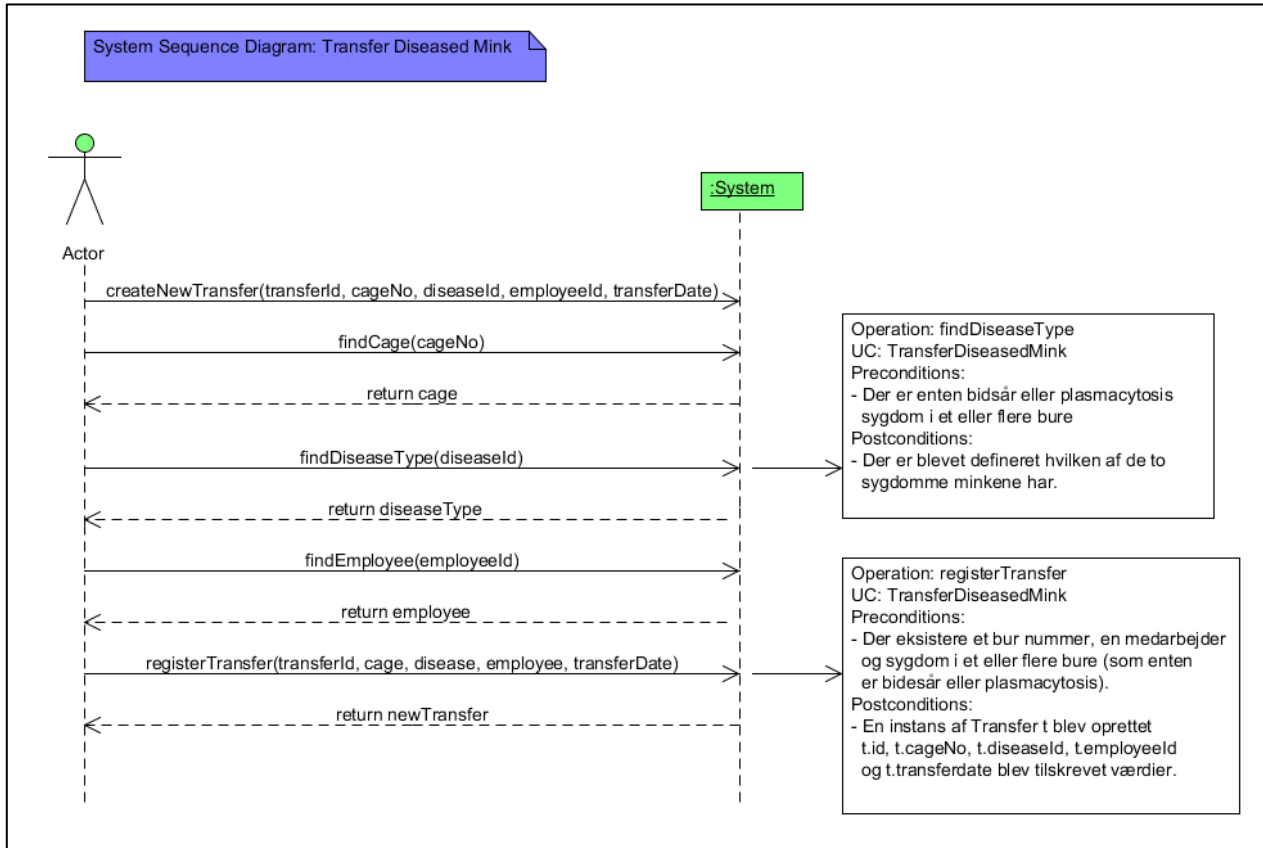 System Sequence Diagram: Transfer Diseased Mink
:System
Actor
createNewTransfer(transferId, cageNo, diseaseId, employeeId, transferDate)
findCage(cageNo)
return cage
findDiseaseType(diseaseId)
return diseaseType
findEmployee(employeeId)
return employee
registerTransfer(transferId, cage, disease, employee, transferDate)
return newTransfer
Operation: findDiseaseType
UC: TransferDiseasedMink
Preconditions:
- Der er enten bidsår eller plasmacytosis
sygdom i et eller flere bure
Postconditions:
- Der er blevet defineret hvilken af de to
sygdomme minkene har.
Operation: registerTransfer
UC: TransferDiseasedMink
Preconditions:
- Der eksistere et bur nummer, en medarbejder
og sygdom i et eller flere bure (som enten
er bidesår eller plasmacytosis).
Postconditions:
- En instans af Transfer t blev oprettet
t.id, t.cageNo, t.diseaseId, t.employeeId
og t.transferdate blev tilskrevet værdier.